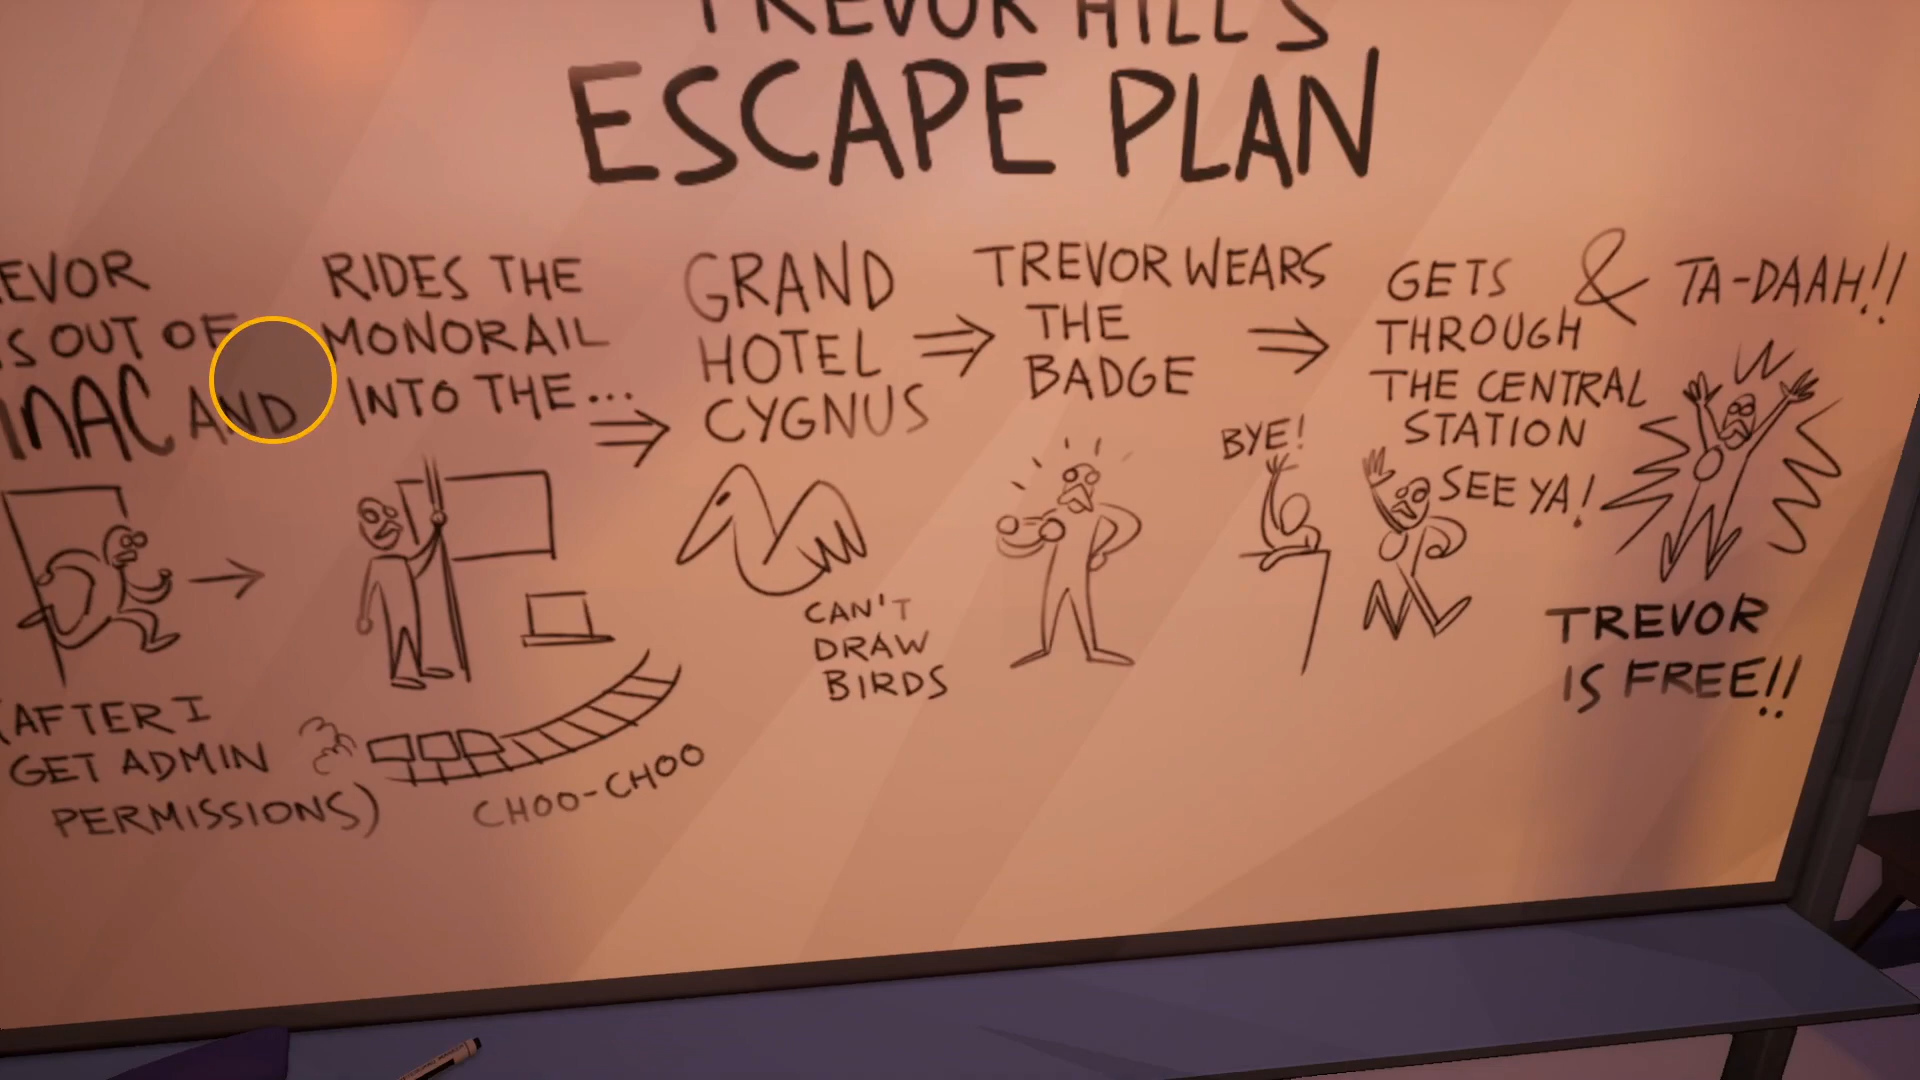 TREVOR HILL'S
ESCAPE PLAN
EVOR
S OUT OF
AND
RIDES THE
MONORAIL
INTO THE...
GRAND
HOTEL
CYGNUS
TREVOR WEARS
THE
BADGE
GETS
THROUGH
THE CENTRAL
STATION
& TA-DAAH!!
BYE!
SEE YA!
CAN'T
DRAW
BIRDS
TREVOR
IS FREE!!
(AFTER I
GET ADMIN
PERMISSIONS)
CHOO-CHOO